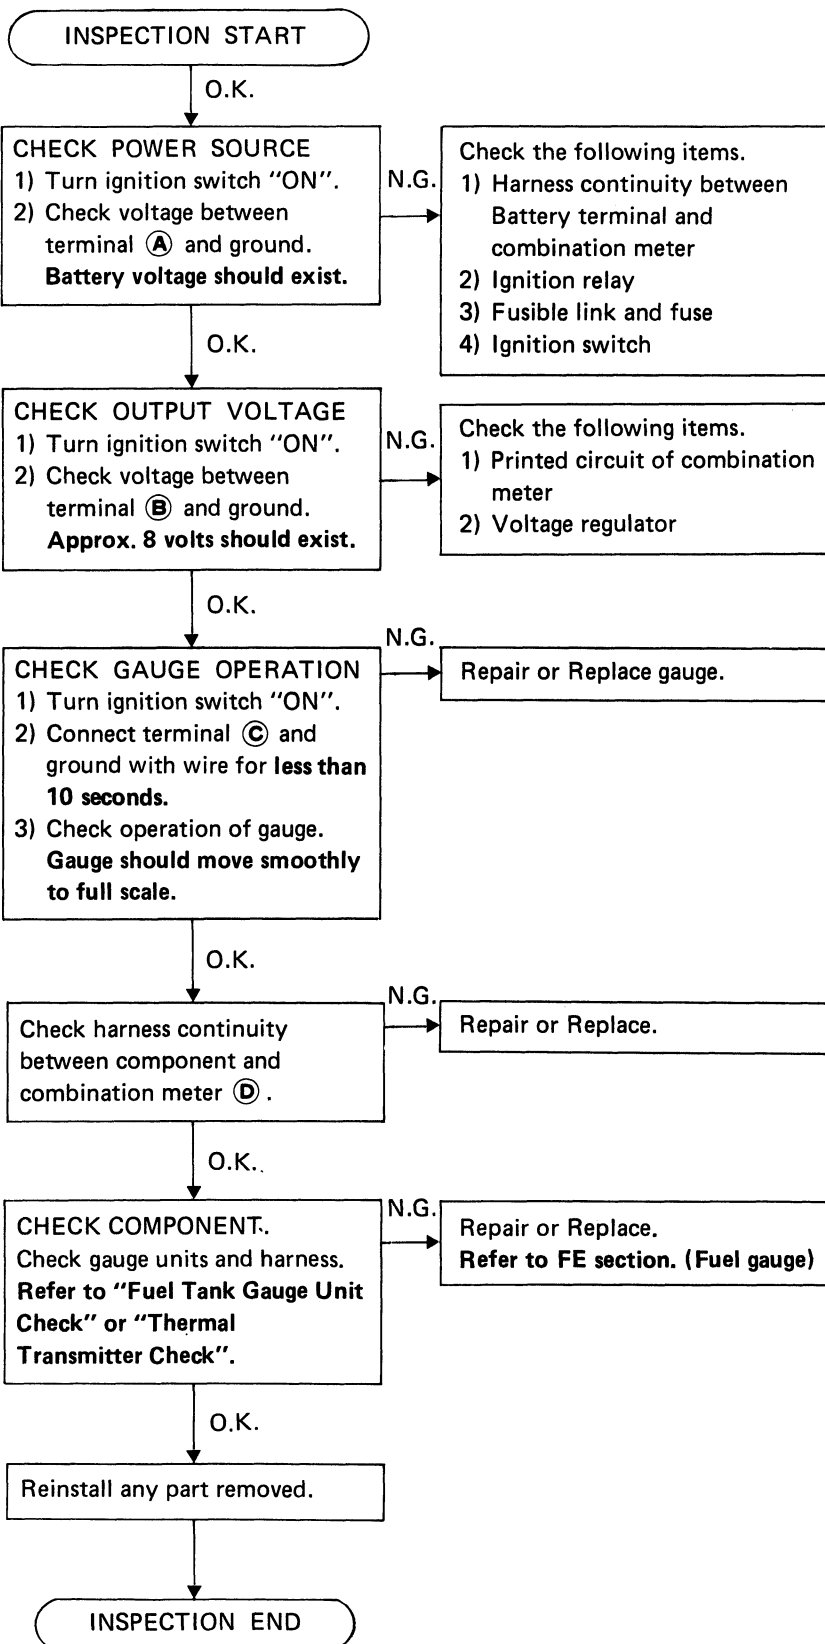 INSPECTION START
O.K.
CHECK POWER SOURCE
1) Turn ignition switch "ON".
2) Check voltage between
terminal Ⓐ and ground.
Battery voltage should exist.
N.G.
Check the following items.
1) Harness continuity between
Battery terminal and
combination meter
2) Ignition relay
3) Fusible link and fuse
4) Ignition switch
O.K.
CHECK OUTPUT VOLTAGE
1) Turn ignition switch "ON".
2) Check voltage between
terminal Ⓑ and ground.
Approx. 8 volts should exist.
N.G.
Check the following items.
1) Printed circuit of combination
meter
2) Voltage regulator
O.K.
CHECK GAUGE OPERATION
1) Turn ignition switch "ON".
2) Connect terminal Ⓒ and
ground with wire for less than
10 seconds.
3) Check operation of gauge.
Gauge should move smoothly
to full scale.
N.G.
Repair or Replace gauge.
O.K.
Check harness continuity
between component and
combination meter Ⓓ .
N.G.
Repair or Replace.
O.K.
CHECK COMPONENT.
Check gauge units and harness.
Refer to "Fuel Tank Gauge Unit
Check" or "Thermal
Transmitter Check".
N.G.
Repair or Replace.
Refer to FE section. (Fuel gauge)
O.K.
Reinstall any part removed.
INSPECTION END